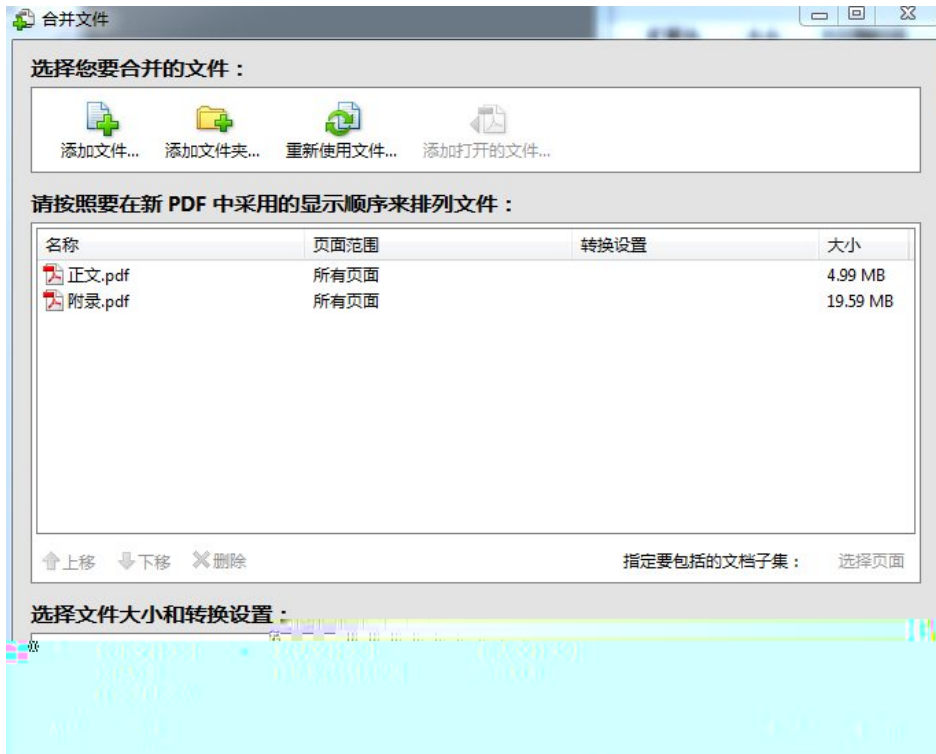 合并文件
选择您要合并的文件：
添加文件... 添加文件夹... 重新使用文件... 添加打开的文件...
请按照要在新 PDF 中采用的显示顺序来排列文件：
名称 页面范围 转换设置 大小
正文.pdf 所有页面 4.99 MB
附录.pdf 所有页面 19.59 MB
上移 下移 删除 指定要包括的文档子集： 选择页面
选择文件大小和转换设置：